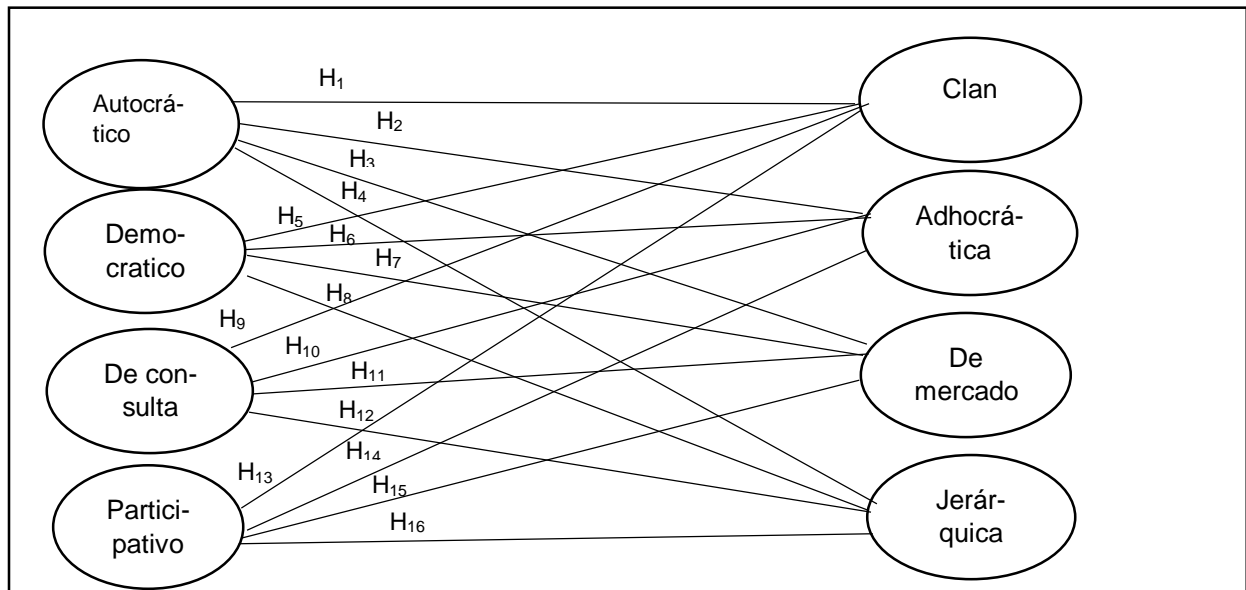 Autocrá-
tico
Demo-
cratico
De con-
sulta
Partici-
pativo
H1
H2
H3
H4
H5
H6
H7
H8
H9
H10
H11
H12
H13
H14
H15
H16
Clan
Adhocrá-
tica
De
mercado
Jerár-
quica